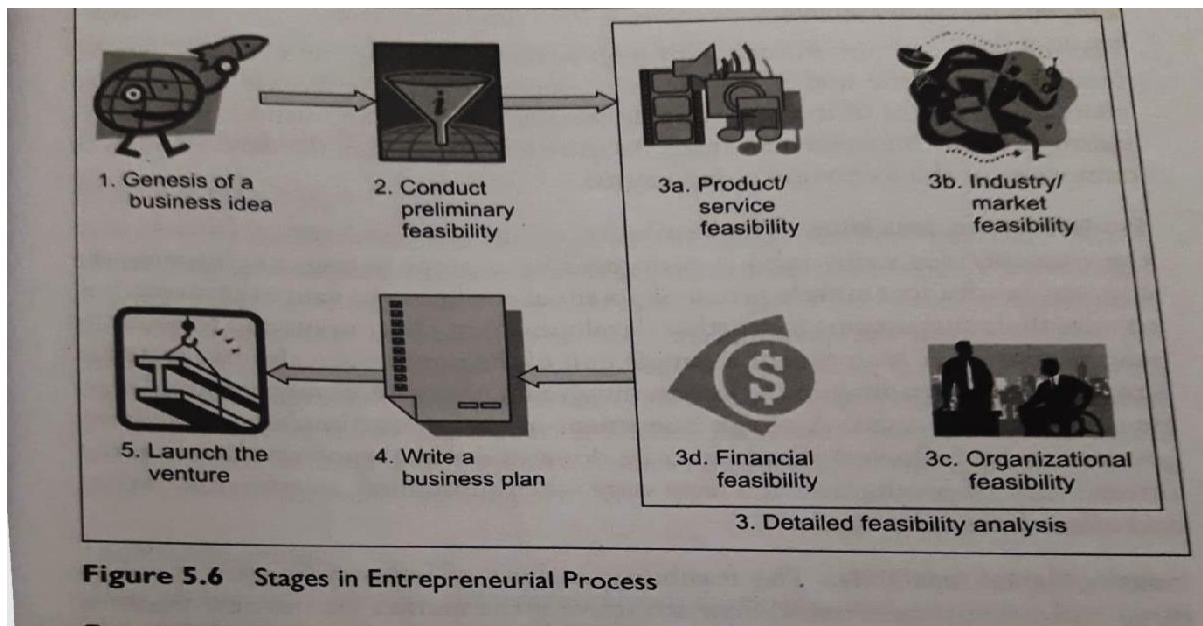 1. Genesis of a
business idea
2. Conduct
preliminary
feasibility
3a. Product/
service
feasibility
3b. Industry/
market
feasibility
5. Launch the
venture
4. Write a
business plan
3d. Financial
feasibility
3c. Organizational
feasibility
3. Detailed feasibility analysis
Figure 5.6 Stages in Entrepreneurial Process